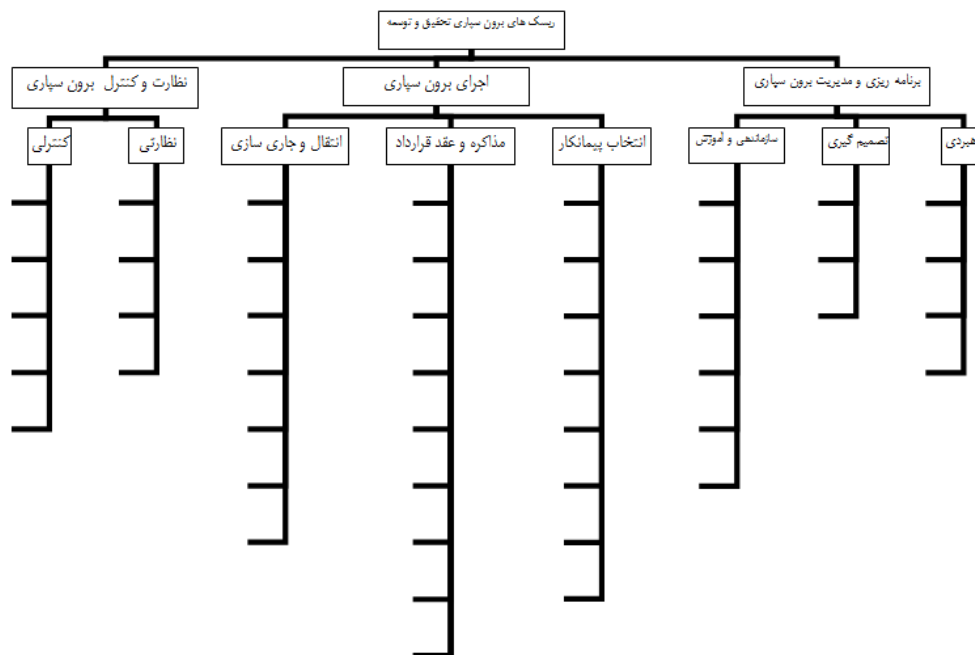 ریسک های برون سپاری تحقیق و توسعه
برنامه ریزی و مدیریت برون سپاری
اجرای برون سپاری
نظارت و کنترل برون سپاری
هبردی
تصمیم گیری
سازماندهی و آموزش
انتخاب پیمانکار
مذاکره و عقد قرارداد
انتقال و جاری سازی
نظارتی
کنترلی